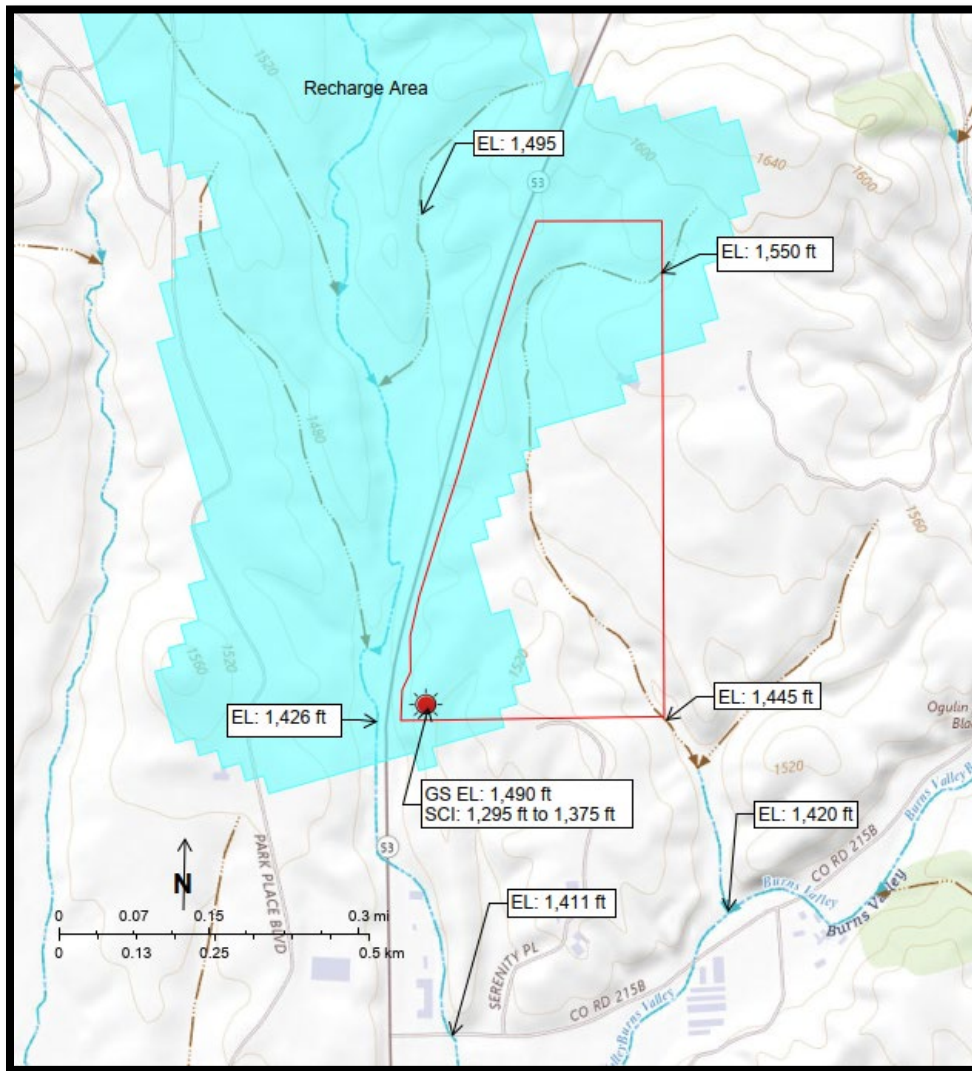 1520
Recharge Area
EL: 1,495
53
1600
1640
1600
EL: 1,550 ft
1480
1560
1520
1520
1560
EL: 1,445 ft
EL: 1,426 ft
Ogulin
Bla
1520
GS EL: 1,490 ft
SCI: 1,295 ft to 1,375 ft
EL: 1,420 ft
53
PARK PLACE BLVD
N
CO RD 215B
Burns Valley
Burns Valley
Burns Valley
EL: 1,411 ft
SERENITY PL
CO RD 215B
Burns Valley
Valley
0 0.07 0.15 0.3 mi
0 0.13 0.25 0.5 km